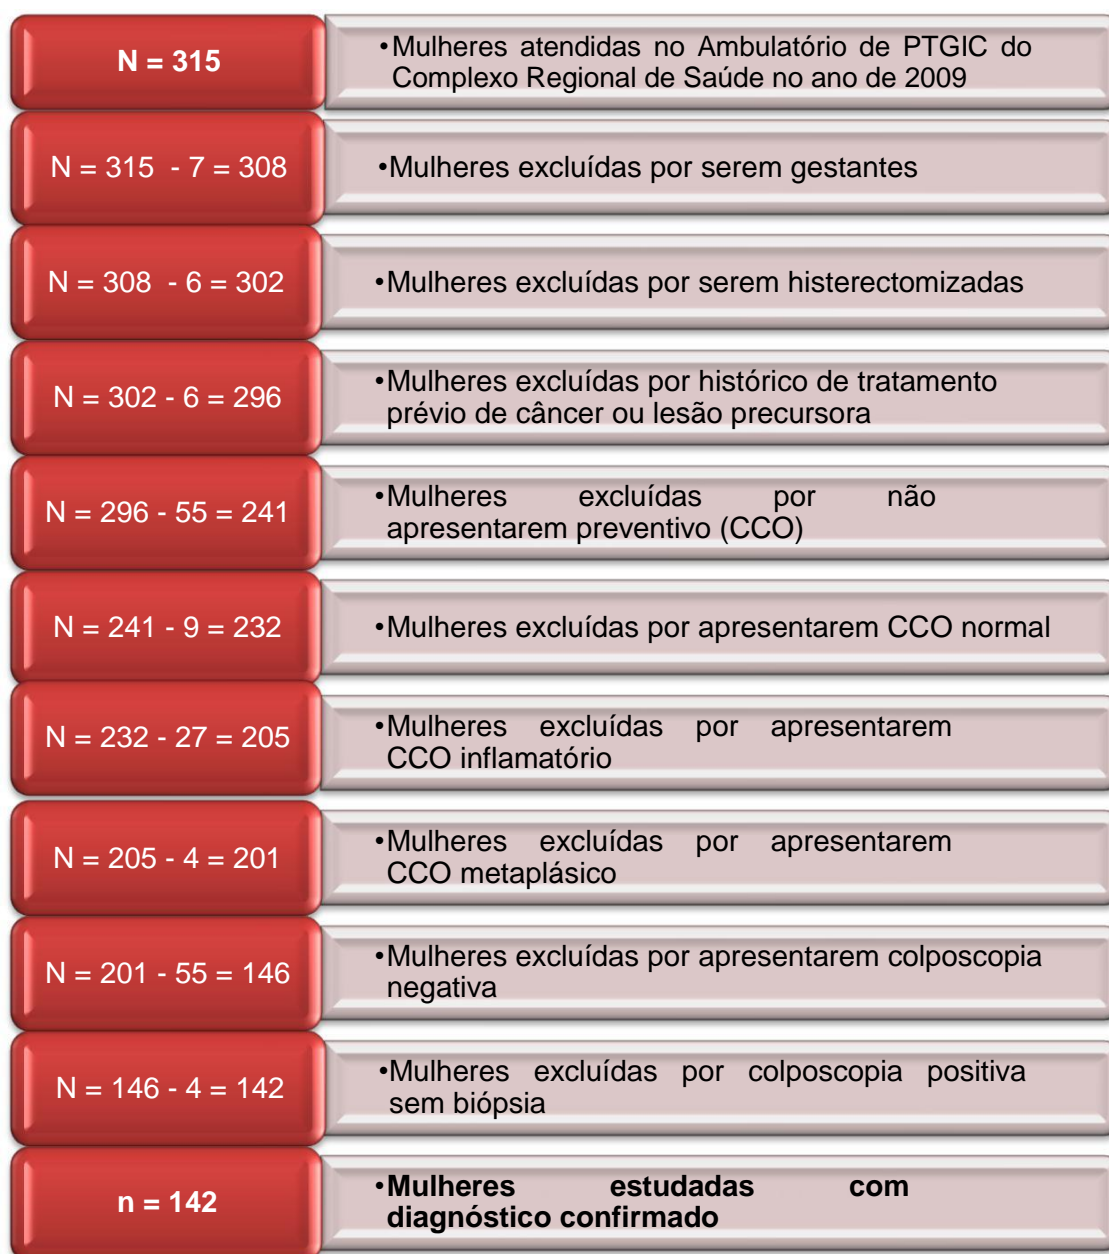 N = 315
•Mulheres atendidas no Ambulatório de PTGIC do
Complexo Regional de Saúde no ano de 2009
N = 315 - 7 = 308
•Mulheres excluídas por serem gestantes
N = 308 - 6 = 302
•Mulheres excluídas por serem histerectomizadas
N = 302 - 6 = 296
•Mulheres excluídas por histórico de tratamento
prévio de câncer ou lesão precursora
N = 296 - 55 = 241
•Mulheres excluídas por não
apresentarem preventivo (CCO)
N = 241 - 9 = 232
•Mulheres excluídas por apresentarem CCO normal
N = 232 - 27 = 205
•Mulheres excluídas por apresentarem
CCO inflamatório
N = 205 - 4 = 201
•Mulheres excluídas por apresentarem
CCO metaplásico
N = 201 - 55 = 146
•Mulheres excluídas por apresentarem colposcopia
negativa
N = 146 - 4 = 142
•Mulheres excluídas por colposcopia positiva
sem biópsia
n = 142
•Mulheres estudadas com
diagnóstico confirmado